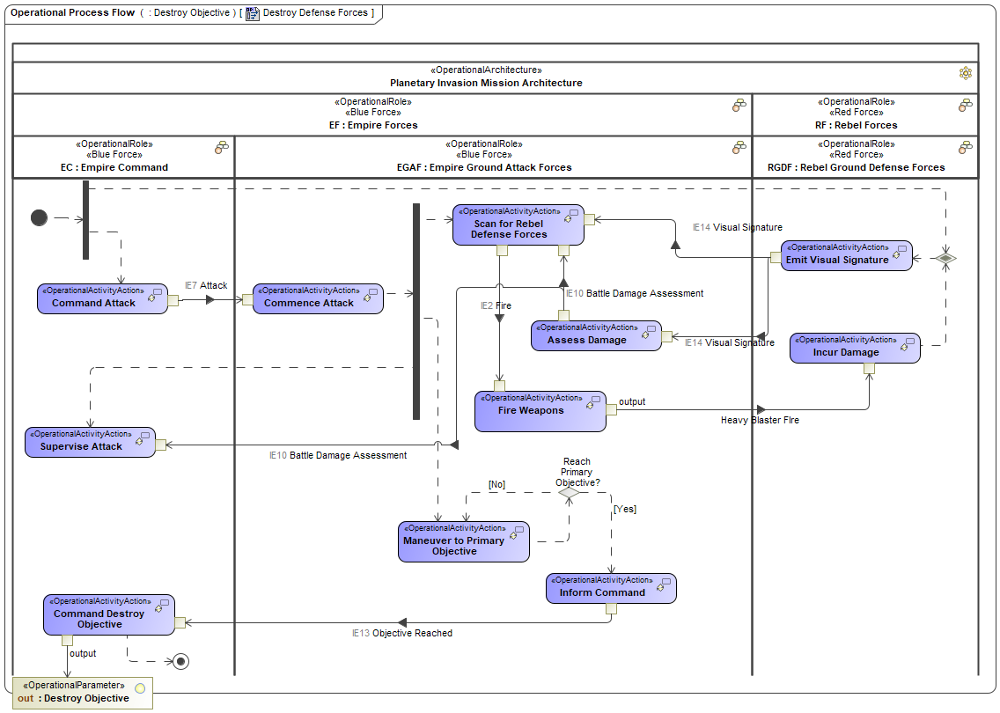 Operational Process Flow ( : Destroy Objective ) [ Destroy Defense Forces ]
«OperationalArchitecture»
Planetary Invasion Mission Architecture
«OperationalRole»
«Blue Force»
EF : Empire Forces
«OperationalRole»
«Red Force»
RF : Rebel Forces
«OperationalRole»
«Blue Force»
EC : Empire Command
«OperationalRole»
«Blue Force»
EGAF : Empire Ground Attack Forces
«OperationalRole»
«Red Force»
RGDF : Rebel Ground Defense Forces
«OperationalActivityAction»
Scan for Rebel
Defense Forces
IE14 Visual Signature
«OperationalActivityAction»
Emit Visual Signature
«OperationalActivityAction»
Command Attack
IE7 Attack
«OperationalActivityAction»
Commence Attack
IE10 Battle Damage Assessment
IE2 Fire
«OperationalActivityAction»
Assess Damage
IE14 Visual Signature
«OperationalActivityAction»
Incur Damage
«OperationalActivityAction»
Fire Weapons
output
Heavy Blaster FIre
«OperationalActivityAction»
Supervise Attack
IE10 Battle Damage Assessment
Reach
Primary
Objective?
[No]
[Yes]
«OperationalActivityAction»
Maneuver to Primary
Objective
«OperationalActivityAction»
Inform Command
«OperationalActivityAction»
Command Destroy
Objective
IE13 Objective Reached
output
«OperationalParameter»
out : Destroy Objective